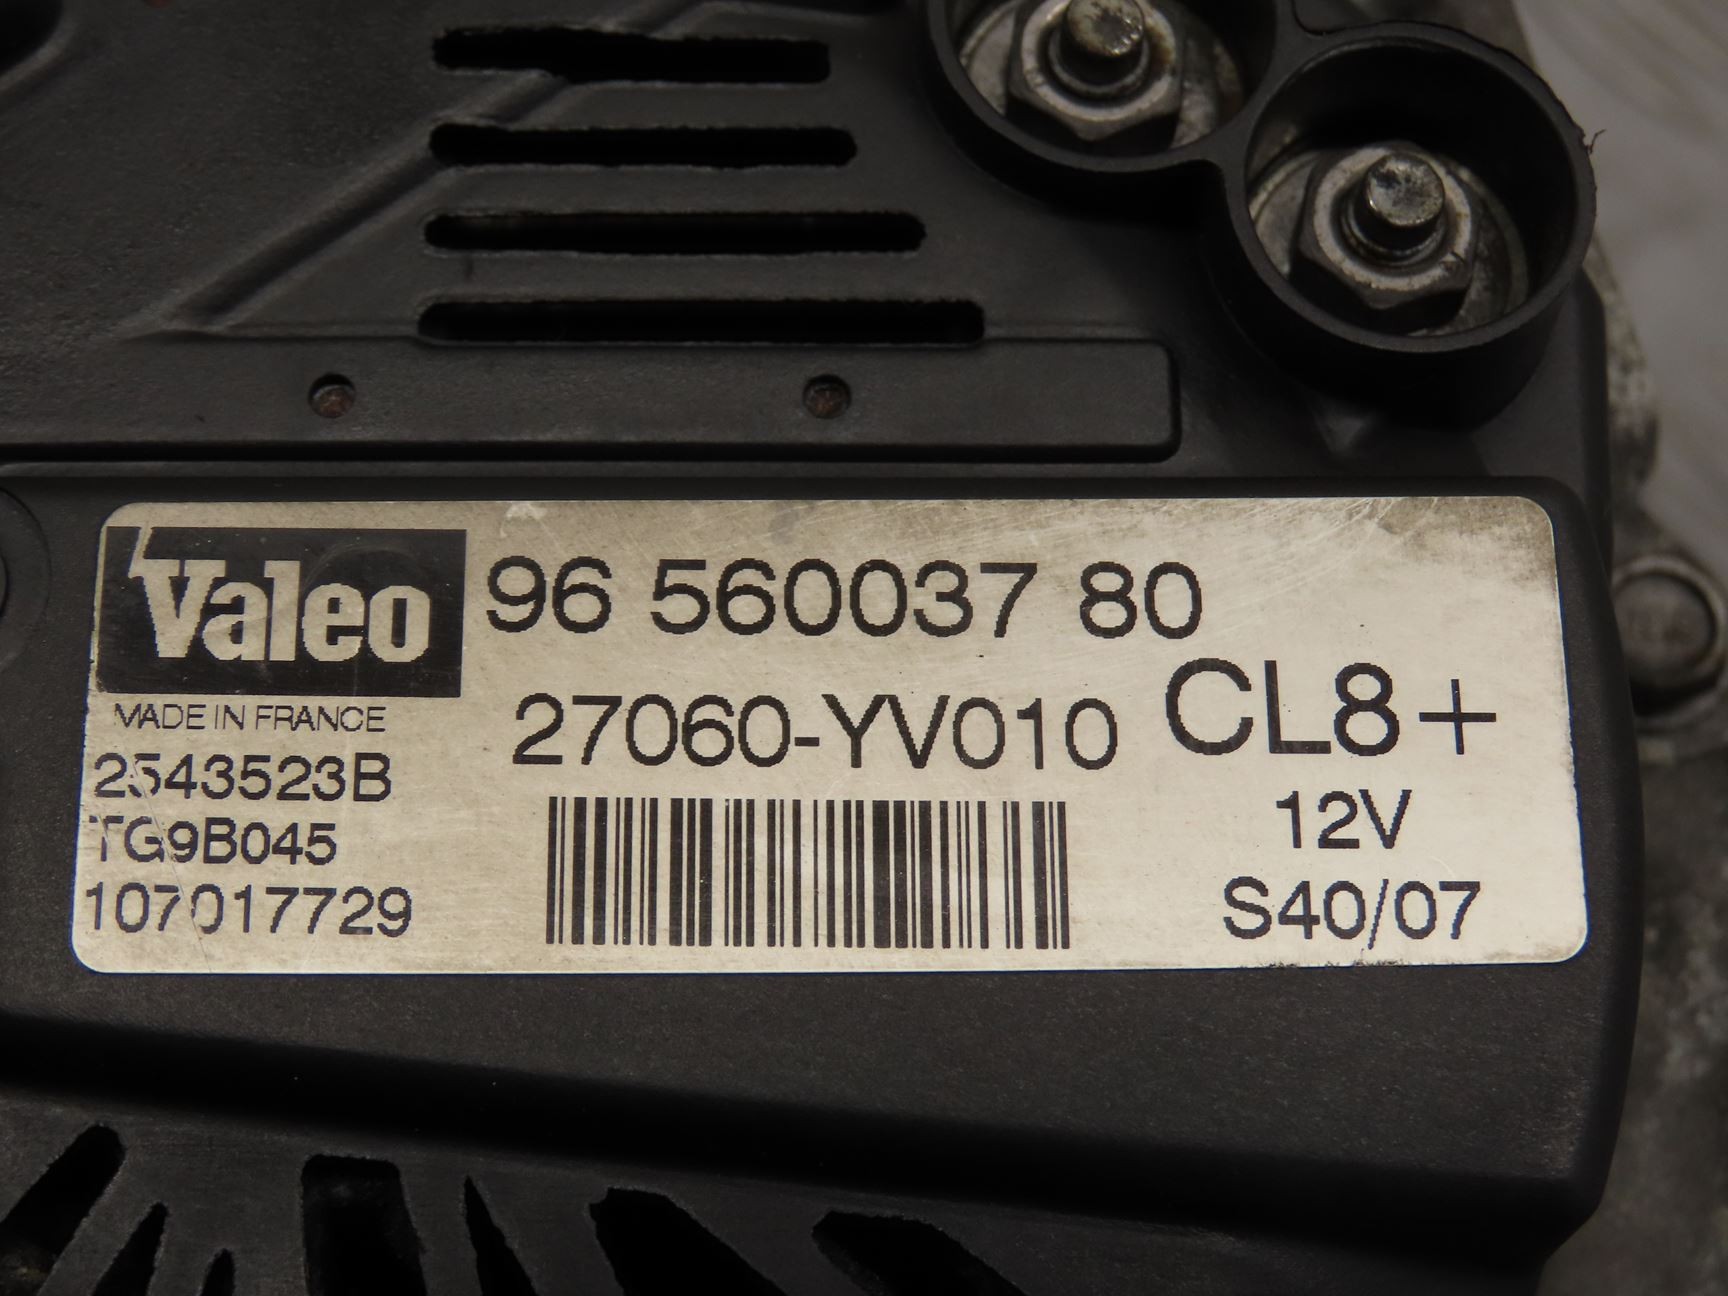 Valeo
MADE IN FRANCE
2543523B
TG9B045
107017729
96 560037 80
27060-YV010
CL8+
12V
S40/07